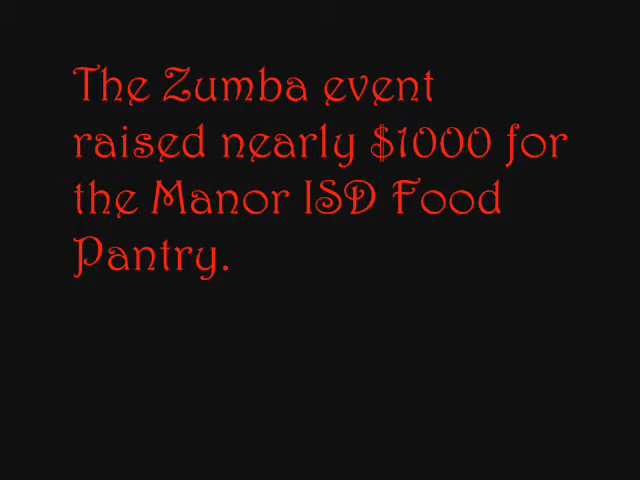 The Zumba event
raised nearly $1000 for
the Manor ISD Food
Pantry.